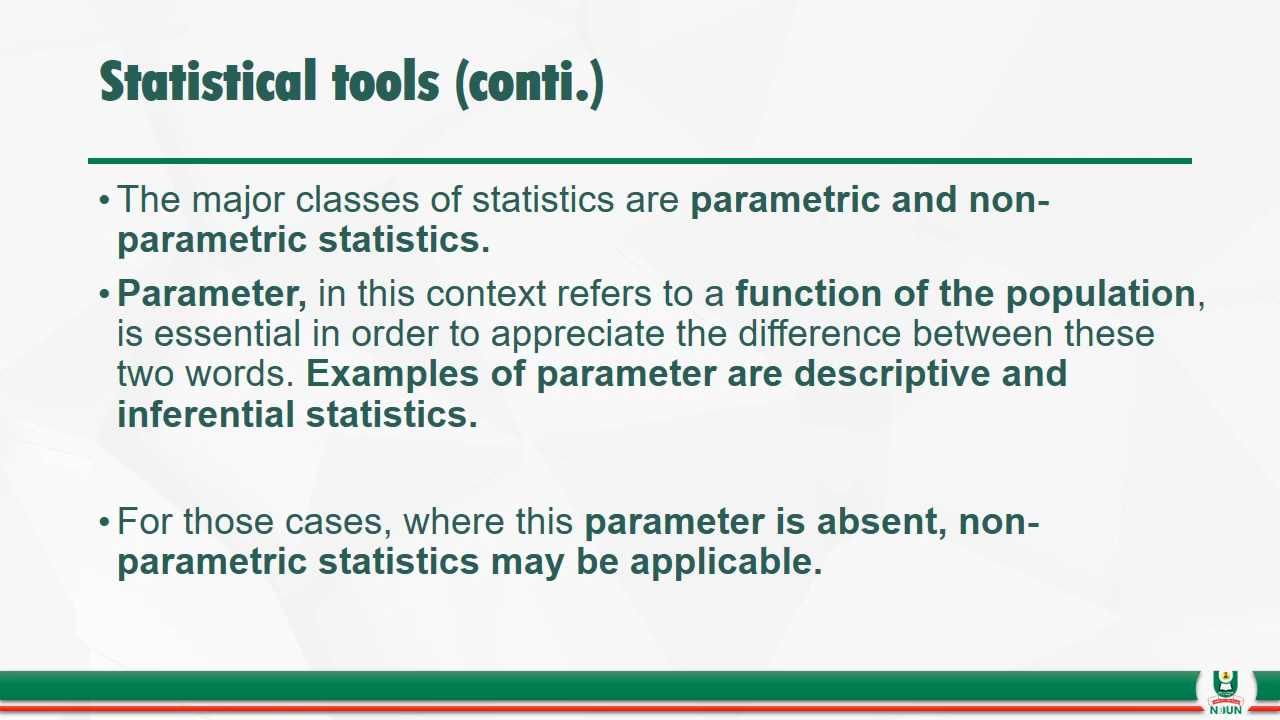 Statistical tools (conti.)
• The major classes of statistics are parametric and non-
parametric statistics.
• Parameter, in this context refers to a function of the population,
is essential in order to appreciate the difference between these
two words. Examples of parameter are descriptive and
inferential statistics.
• For those cases, where this parameter is absent, non-
parametric statistics may be applicable.
NOUN